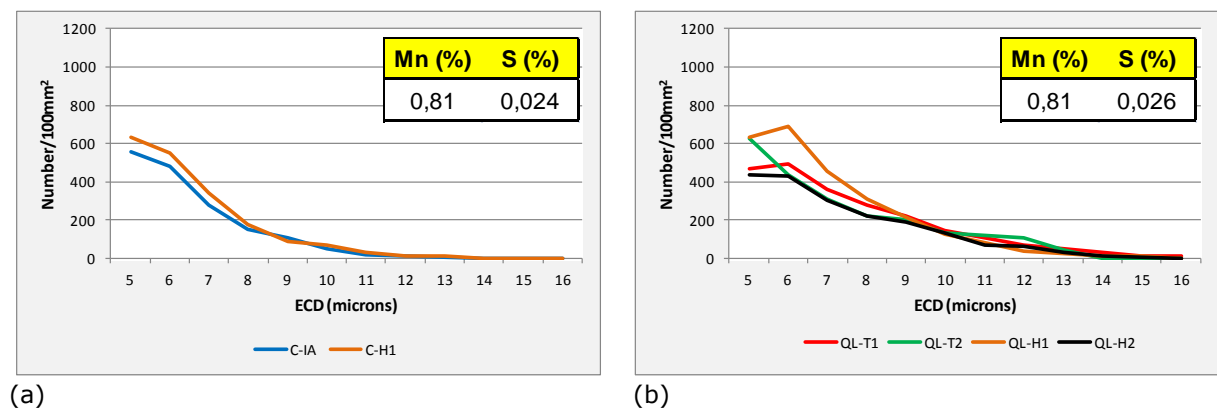 1200
1000
800
600
400
200
0
Number/100mm²
Mn (%) S (%)
0,81 0,024
5 6 7 8 9 10 11 12 13 14 15 16
ECD (microns)
C-IA C-H1
(a)
1200
1000
800
600
400
200
0
Number/100mm²
Mn (%) S (%)
0,81 0,026
5 6 7 8 9 10 11 12 13 14 15 16
ECD (microns)
QL-T1 QL-T2 QL-H1 QL-H2
(b)